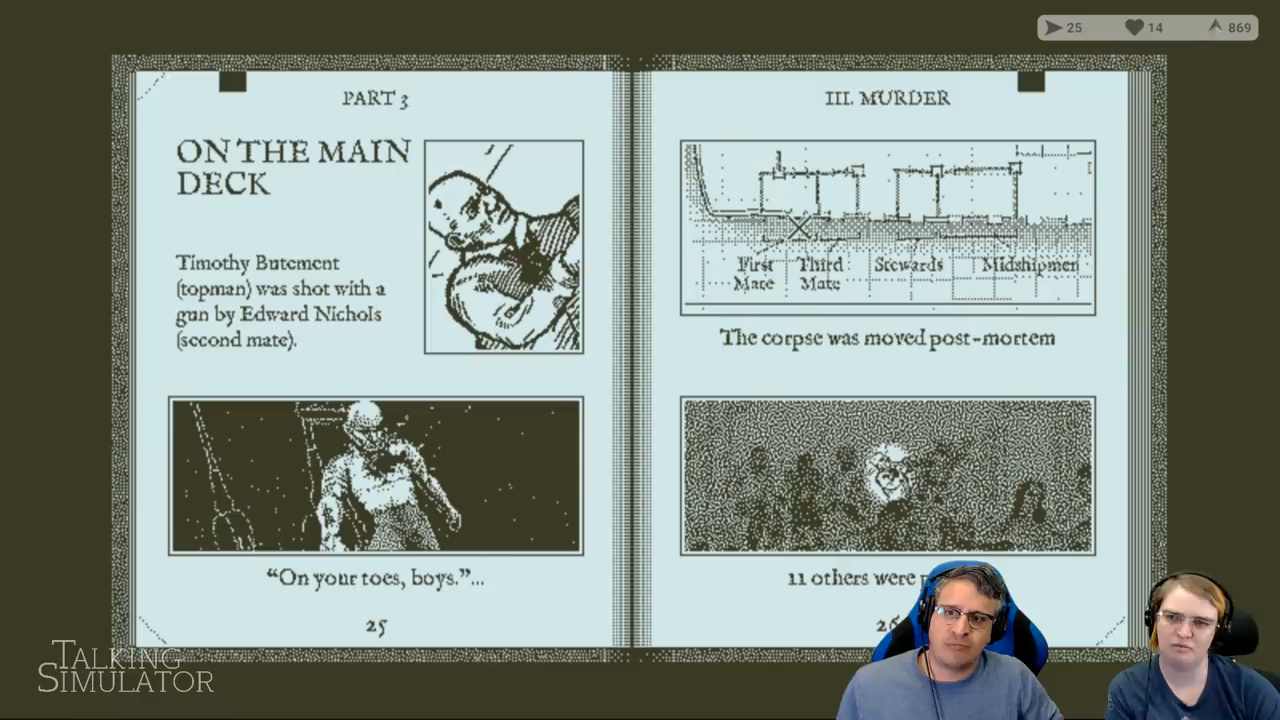 25 14 869
PART 3
ON THE MAIN
DECK
Timothy Butement
(topman) was shot with a
gun by Edward Nichols
(second mate).
"On your toes, boys."...
25
III. MURDER
First Third Stewards Midshipmen
Mate Mate
The corpse was moved post-mortem
11 others were
TALKING
SIMULATOR